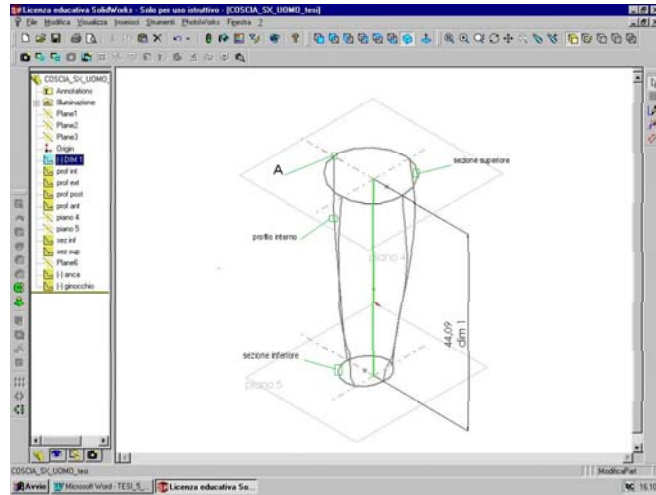 Licenza educativa SolidWorks - Solo per uso istruttivo - [COSCIA_SX_UOMO_tesi]
File Modifica Visualizza Inserisci Strumenti PhotoWorks Finestra ?
COSCIA_SX_UOMO_
Annotations
Illuminazione
Plane1
Plane2
Plane3
Origin
(-) DIM 1
prof int
prof ext
prof post
prof ant
piano 4
piano 5
sez inf
sez sup
Plane6
(-) anca
(-) ginocchio
A
sezione superiore
profilo interno
piano 4
44,09
dim 1
sezione inferiore
piano 5
COSCIA_SX_UOMO_tesi
ModificaPart
Avvio
Microsoft Word - TESI_5_...
Licenza educativa So...
16.10